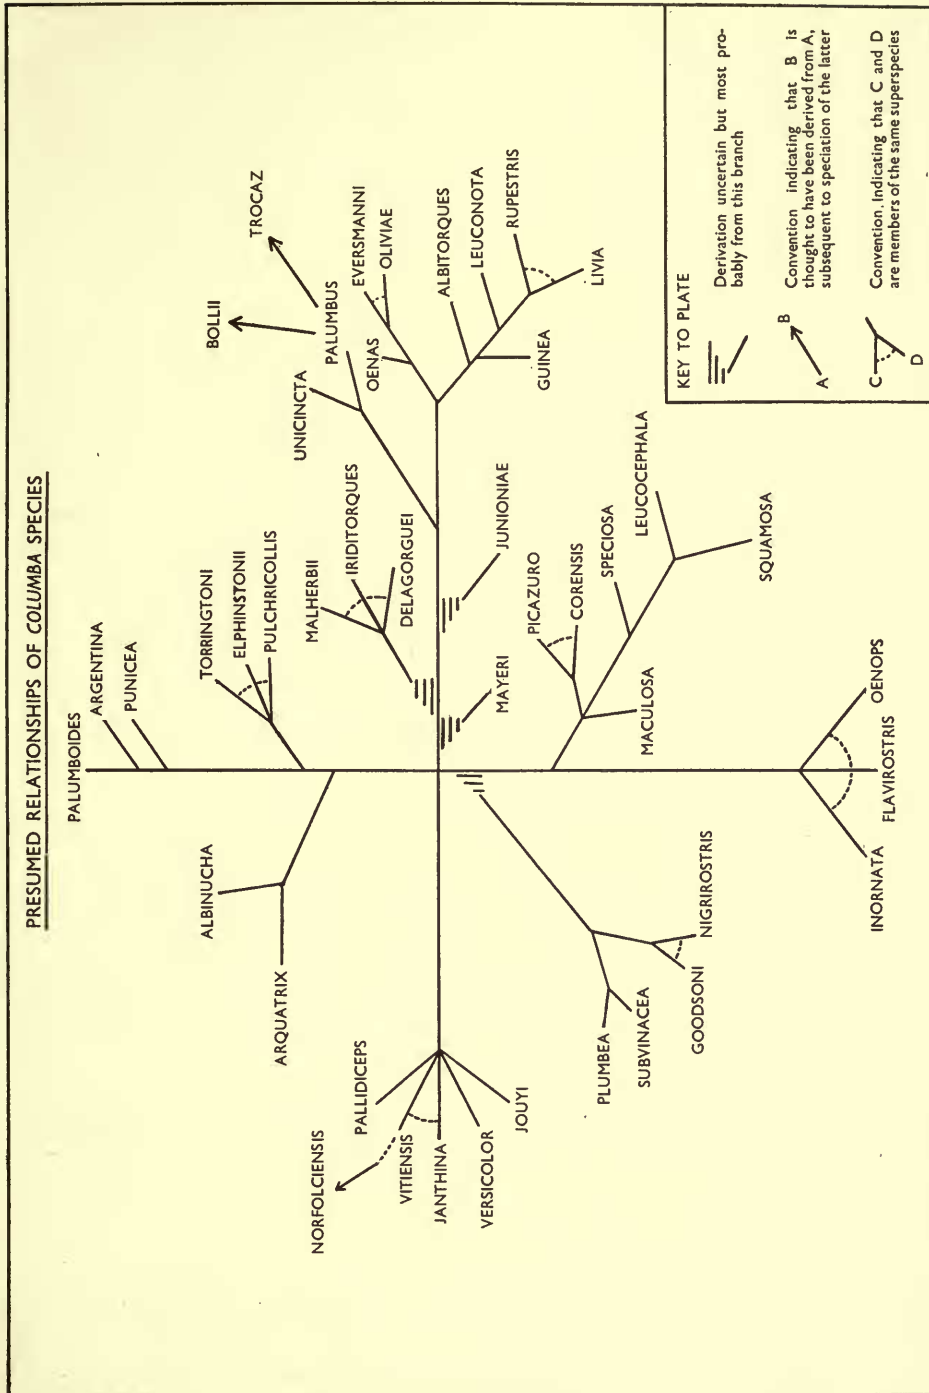 PRESUMED RELATIONSHIPS OF COLUMBA SPECIES
PALUMBOIDES
ARGENTINA
PUNICEA
TORRINGTONI
ELPHINSTONII
PULCHRICOLLIS
ALBINUCHA
ARQUATRIX
BOLLII
TROCAZ
UNICINCTA
PALUMBUS
MALHERBII
IRIDITORQUES
DELAGORGUEI
OENAS
EVERSMANNI
OLIVIAE
ALBITORQUES
LEUCONOTA
RUPESTRIS
LIVIA
GUINEA
JUNIONIAE
MAYERI
NORFOLCIENSIS
PALLIDICEPS
VITIENSIS
JANTHINA
VERSICOLOR
JOUYI
PLUMBEA
SUBVINACEA
GOODSONI
NIGRIROSTRIS
PICAZURO
CORENSIS
SPECIOSA
LEUCOCEPHALA
SQUAMOSA
MACULOSA
INORNATA
FLAVIROSTRIS
OENOPS
KEY TO PLATE
Derivation uncertain but most pro-
bably from this branch
A
B
Convention indicating that B is
thought to have been derived from A,
subsequent to speciation of the latter
C
D
Convention. Indicating that C and D
are members of the same superspecies